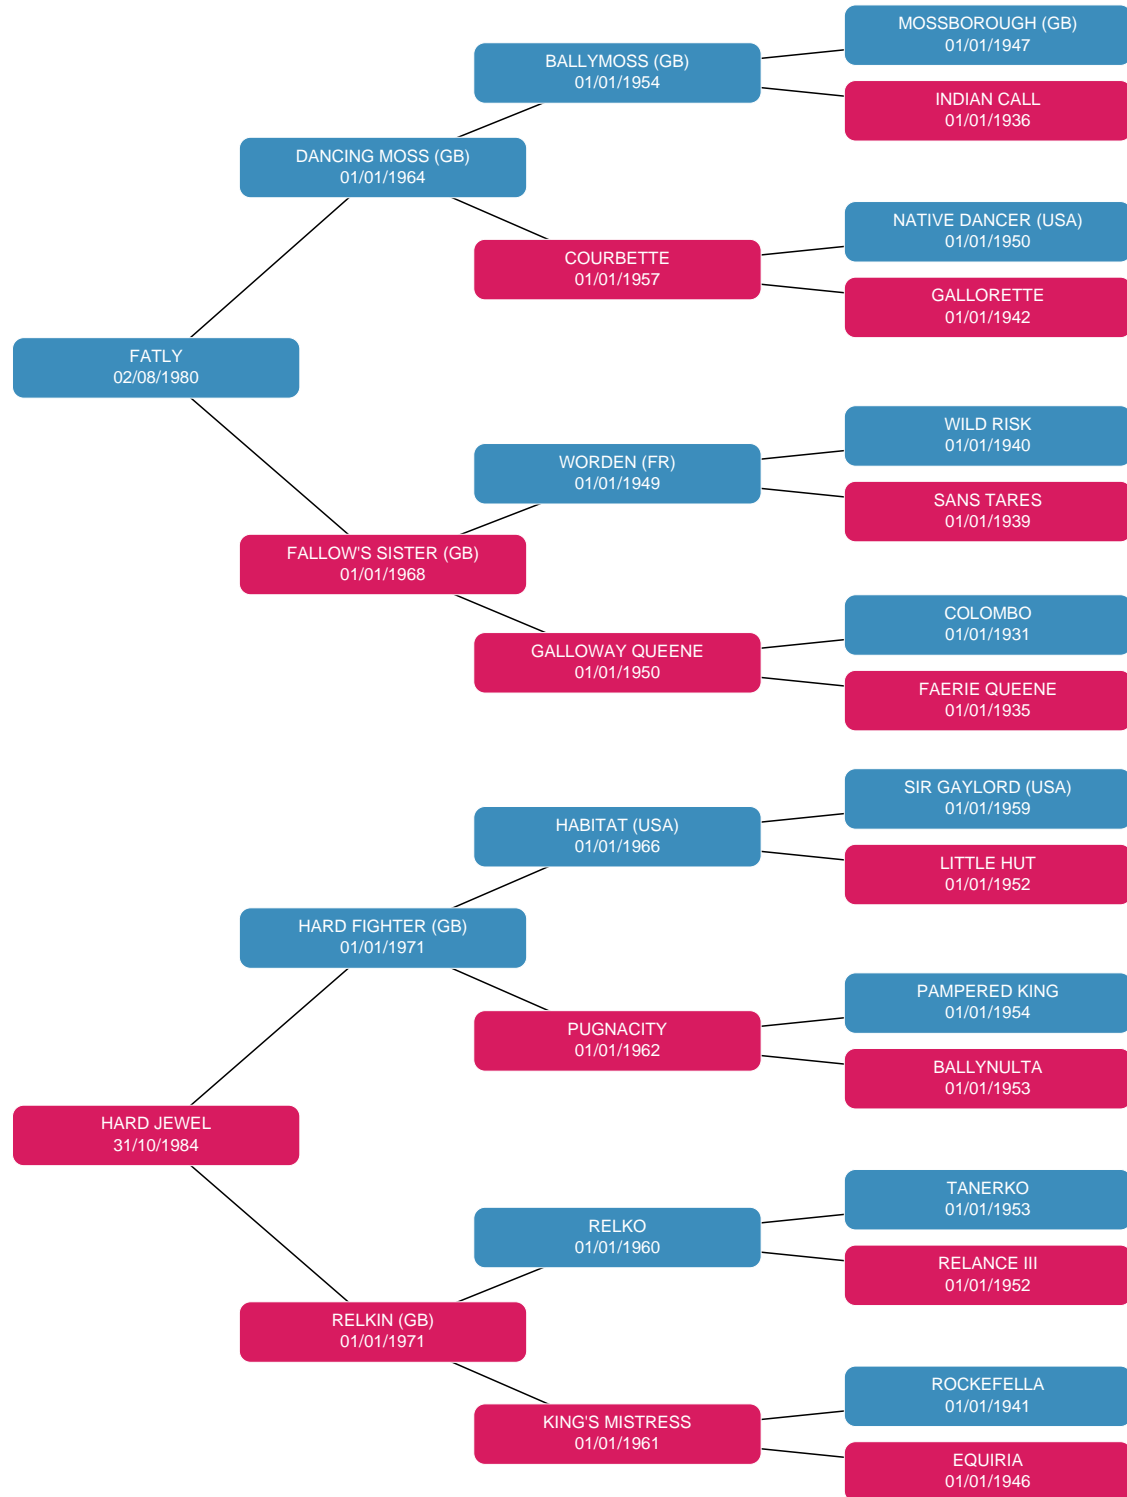 MOSSBOROUGH (GB)
01/01/1947
BALLYMOSS (GB)
01/01/1954
INDIAN CALL
01/01/1936
DANCING MOSS (GB)
01/01/1964
NATIVE DANCER (USA)
01/01/1950
COURBETTE
01/01/1957
GALLORETTE
01/01/1942
FATLY
02/08/1980
WILD RISK
01/01/1940
WORDEN (FR)
01/01/1949
SANS TARES
01/01/1939
FALLOW'S SISTER (GB)
01/01/1968
COLOMBO
01/01/1931
GALLOWAY QUEENE
01/01/1950
FAERIE QUEENE
01/01/1935
SIR GAYLORD (USA)
01/01/1959
HABITAT (USA)
01/01/1966
LITTLE HUT
01/01/1952
HARD FIGHTER (GB)
01/01/1971
PAMPERED KING
01/01/1954
PUGNACITY
01/01/1962
BALLYNULTA
01/01/1953
HARD JEWEL
31/10/1984
TANERKO
01/01/1953
RELKO
01/01/1960
RELANCE III
01/01/1952
RELKIN (GB)
01/01/1971
ROCKEFELLA
01/01/1941
KING'S MISTRESS
01/01/1961
EQUIRIA
01/01/1946